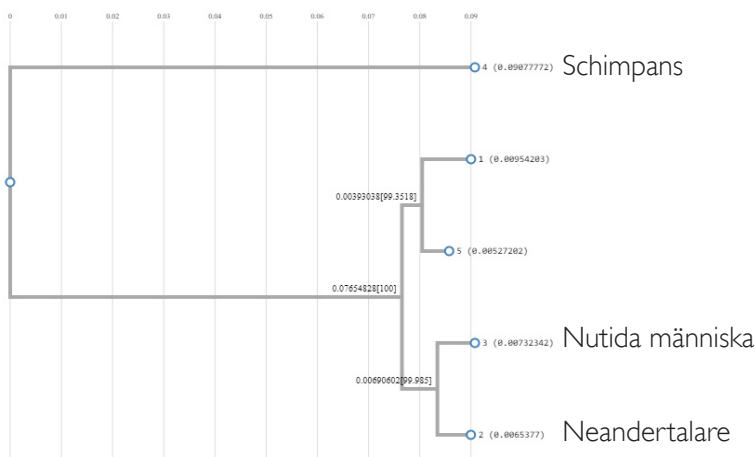 0 0.01 0.02 0.03 0.04 0.05 0.06 0.07 0.08 0.09
4 (0.09077772) Schimpans
1 (0.00954203)
0.00393038[99.3518]
5 (0.00527202)
0.07654828[100]
3 (0.00732342) Nutida människa
0.00690602[99.985]
2 (0.0065377) Neandertalare